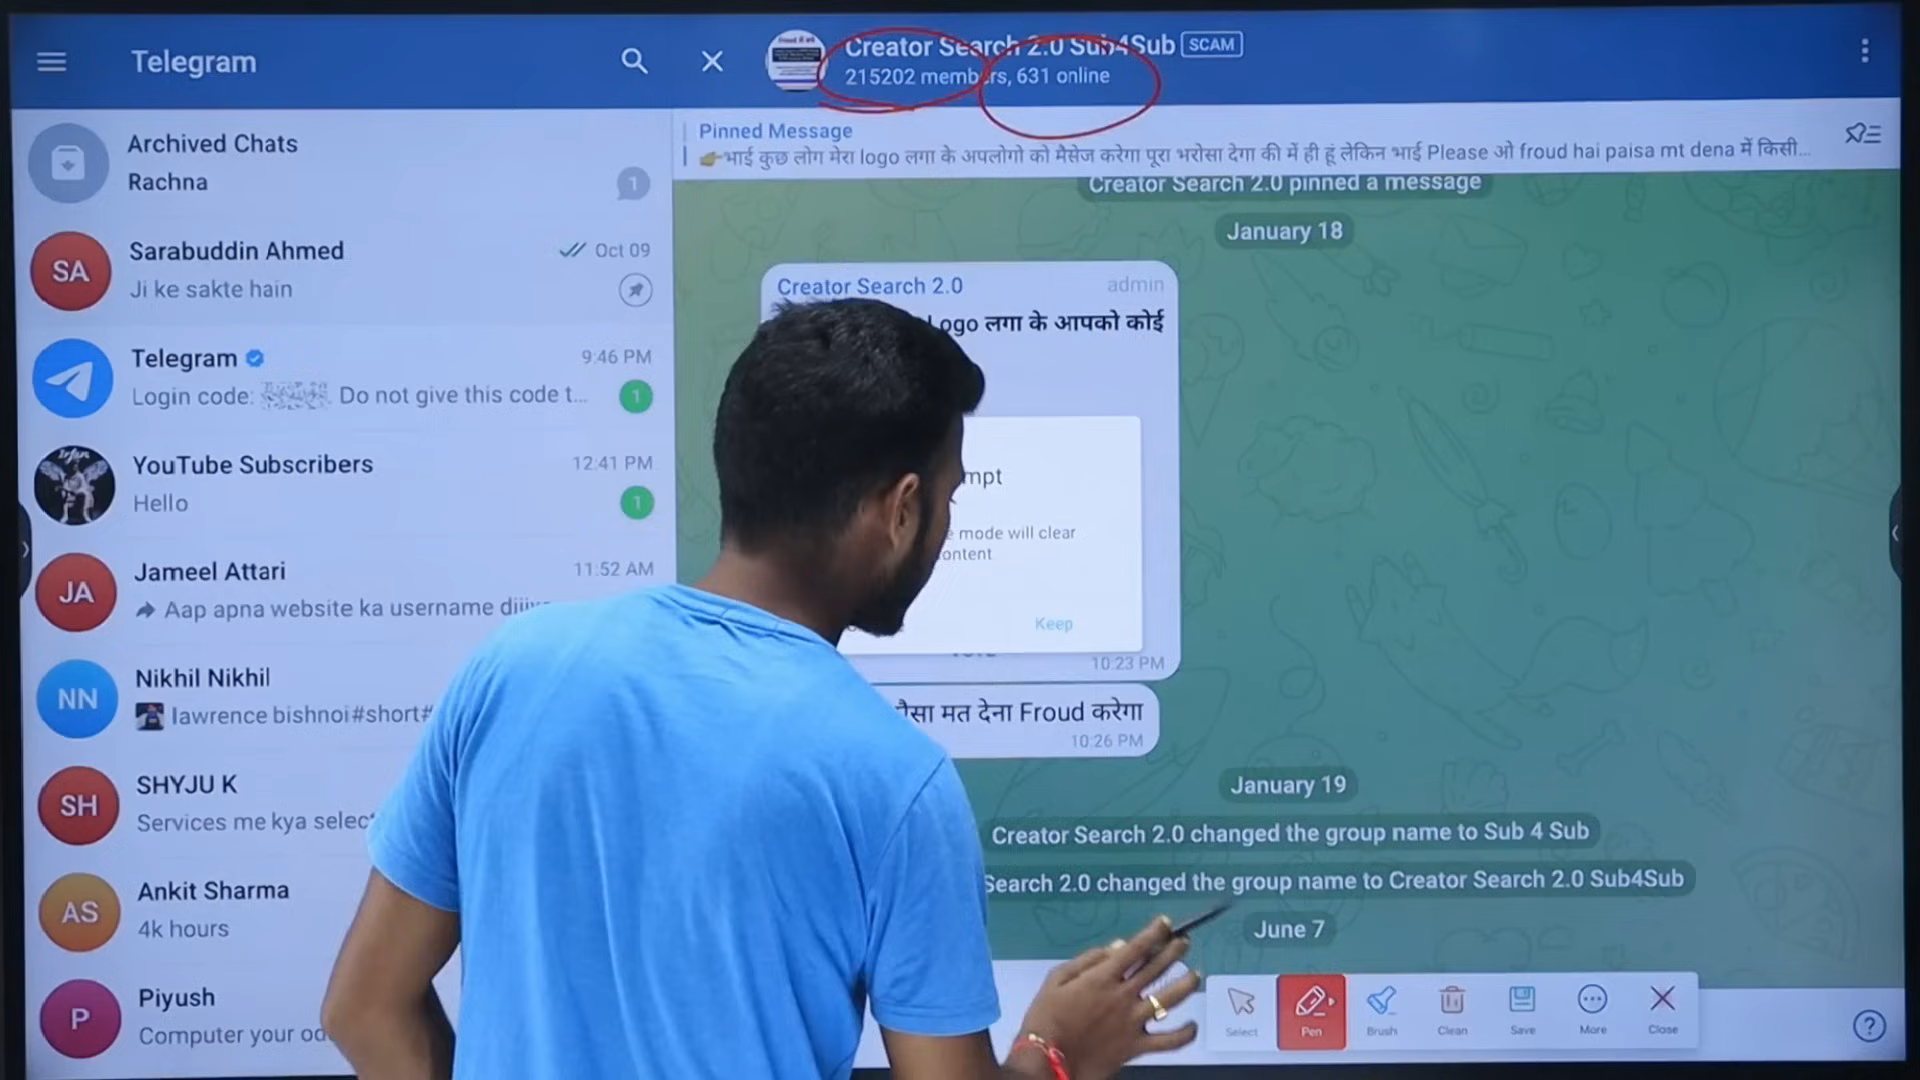 Telegram
Creator Search 2.0 Sub4Sub SCAM
215202 members, 631 online
Archived Chats
Rachna
1
SA
Sarabuddin Ahmed
Oct 09
Ji ke sakte hain
Telegram
9:46 PM
Login code: Do not give this code t...
1
YouTube Subscribers
12:41 PM
Hello
1
JA
Jameel Attari
11:52 AM
Aap apna website ka username
NN
Nikhil Nikhil
lawrence bishnoi#short#
SH
SHYJU K
Services me kya
AS
Ankit Sharma
4k hours
P
Piyush
Computer your
Pinned Message
👉भाई कुछ लोग मेरा logo लगा के अपलोगो को मैसेज करेगा पूरा भरोसा देगा की में ही हूं लेकिन भाई Please ओ froud hai paisa mt dena में किसी...
Creator Search 2.0 pinned a message
January 18
Creator Search 2.0
admin
Logo लगा के आपको कोई
mode will clear
Keep
10:23 PM
मत देना Froud करेगा
10:26 PM
January 19
Creator Search 2.0 changed the group name to Sub 4 Sub
Search 2.0 changed the group name to Creator Search 2.0 Sub4Sub
June 7
Select
Pen
Brush
Clean
Save
More
Close
?